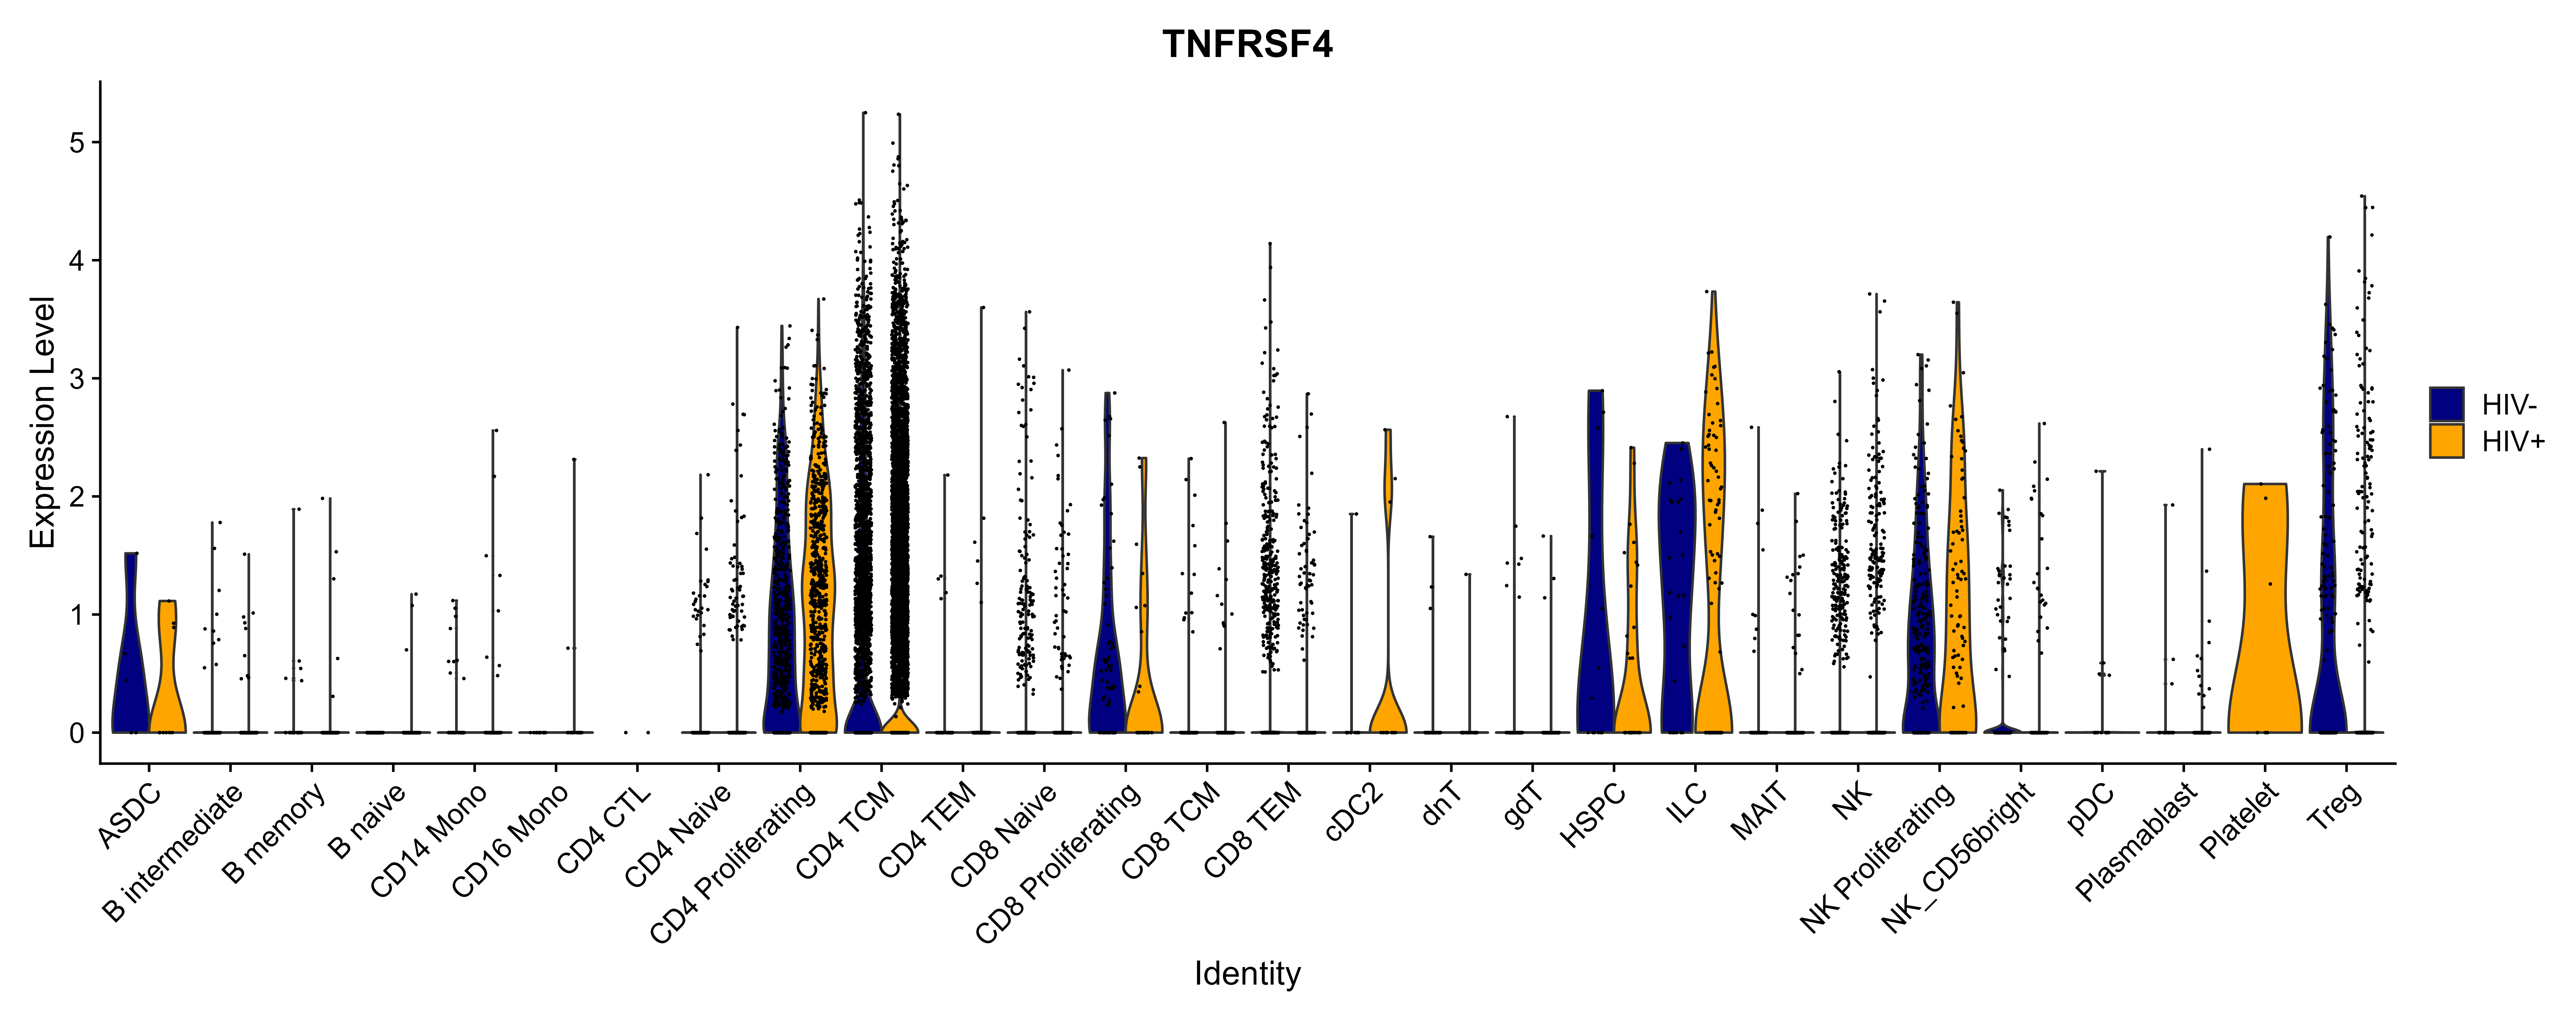 TNFRSF4
Expression Level
5
4
3
2
1
0
ASDC
B intermediate
B memory
B naive
CD14 Mono
CD16 Mono
CD4 CTL
CD4 Naive
CD4 Proliferating
CD4 TCM
CD4 TEM
CD8 Naive
CD8 Proliferating
CD8 TCM
CD8 TEM
cDC2
dnT
gdT
HSPC
ILC
MAIT
NK
NK Proliferating
NK_CD56bright
pDC
Plasmablast
Platelet
Treg
Identity
HIV-
HIV+